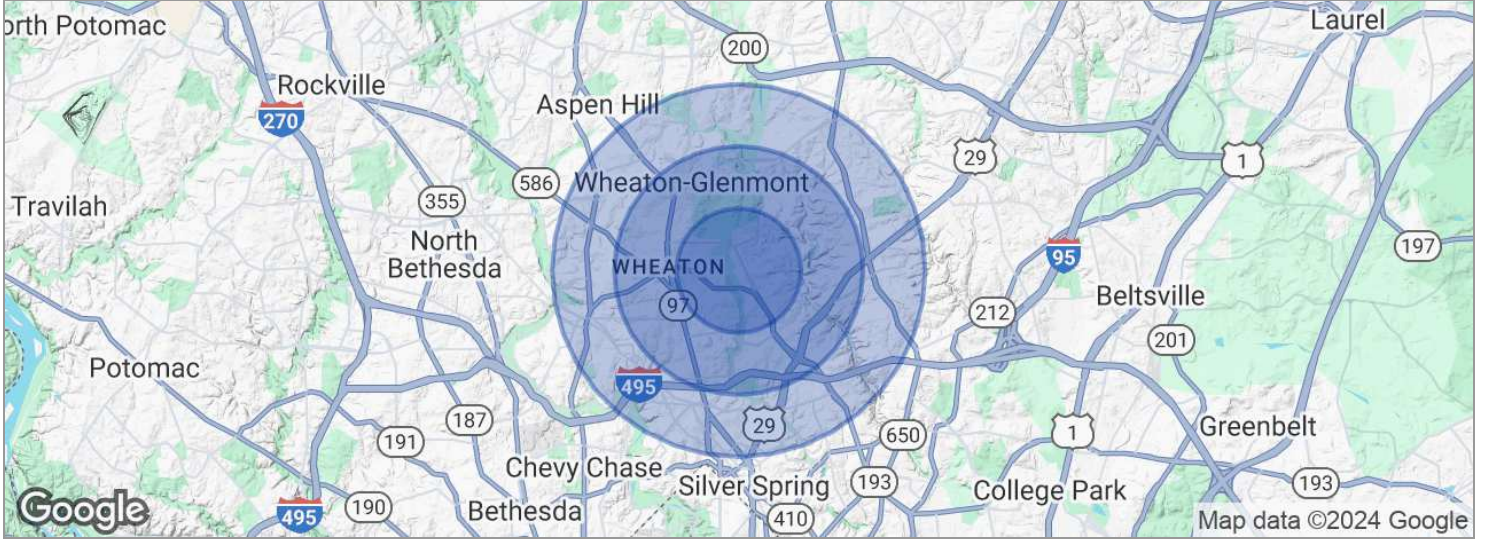 orth Potomac
Laurel
200
Rockville
Aspen Hill
270
29
1
586
Wheaton-Glenmont
355
Travilah
North
Bethesda
197
95
WHEATON
97
212
Beltsville
201
Potomac
495
187
29
650
1
Greenbelt
191
Chevy Chase
Silver Spring
193
College Park
193
190
Bethesda
495
410
Google
Map data ©2024 Google